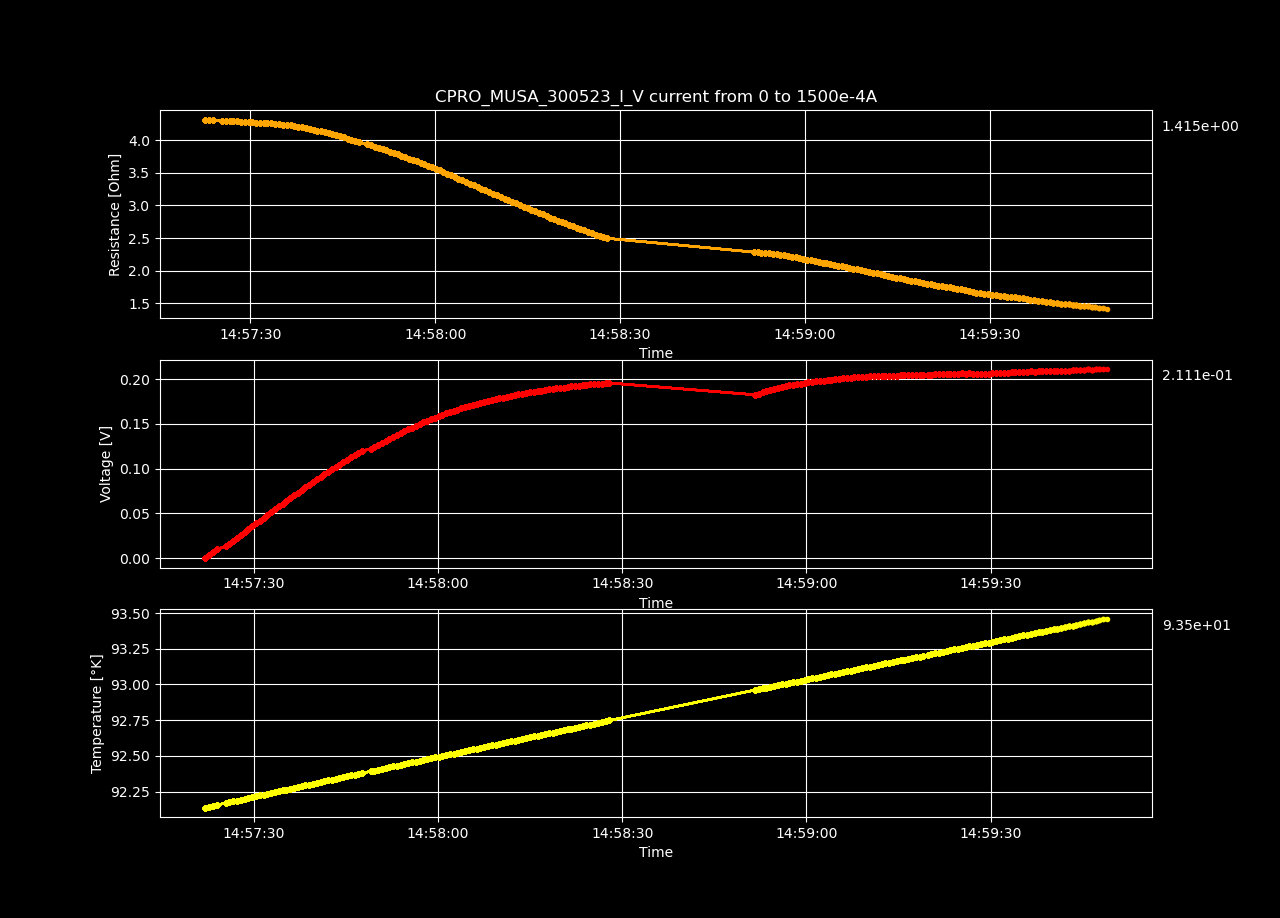 CPRO_MUSA_300523_I_V current from 0 to 1500e-4A
1.415e+00
Resistance [Ohm]
4.0
3.5
3.0
2.5
2.0
1.5
14:57:30 14:58:00 14:58:30 14:59:00 14:59:30
Time
2.111e-01
Voltage [V]
0.20
0.15
0.10
0.05
0.00
14:57:30 14:58:00 14:58:30 14:59:00 14:59:30
Time
9.35e+01
Temperature [°K]
93.50
93.25
93.00
92.75
92.50
92.25
14:57:30 14:58:00 14:58:30 14:59:00 14:59:30
Time